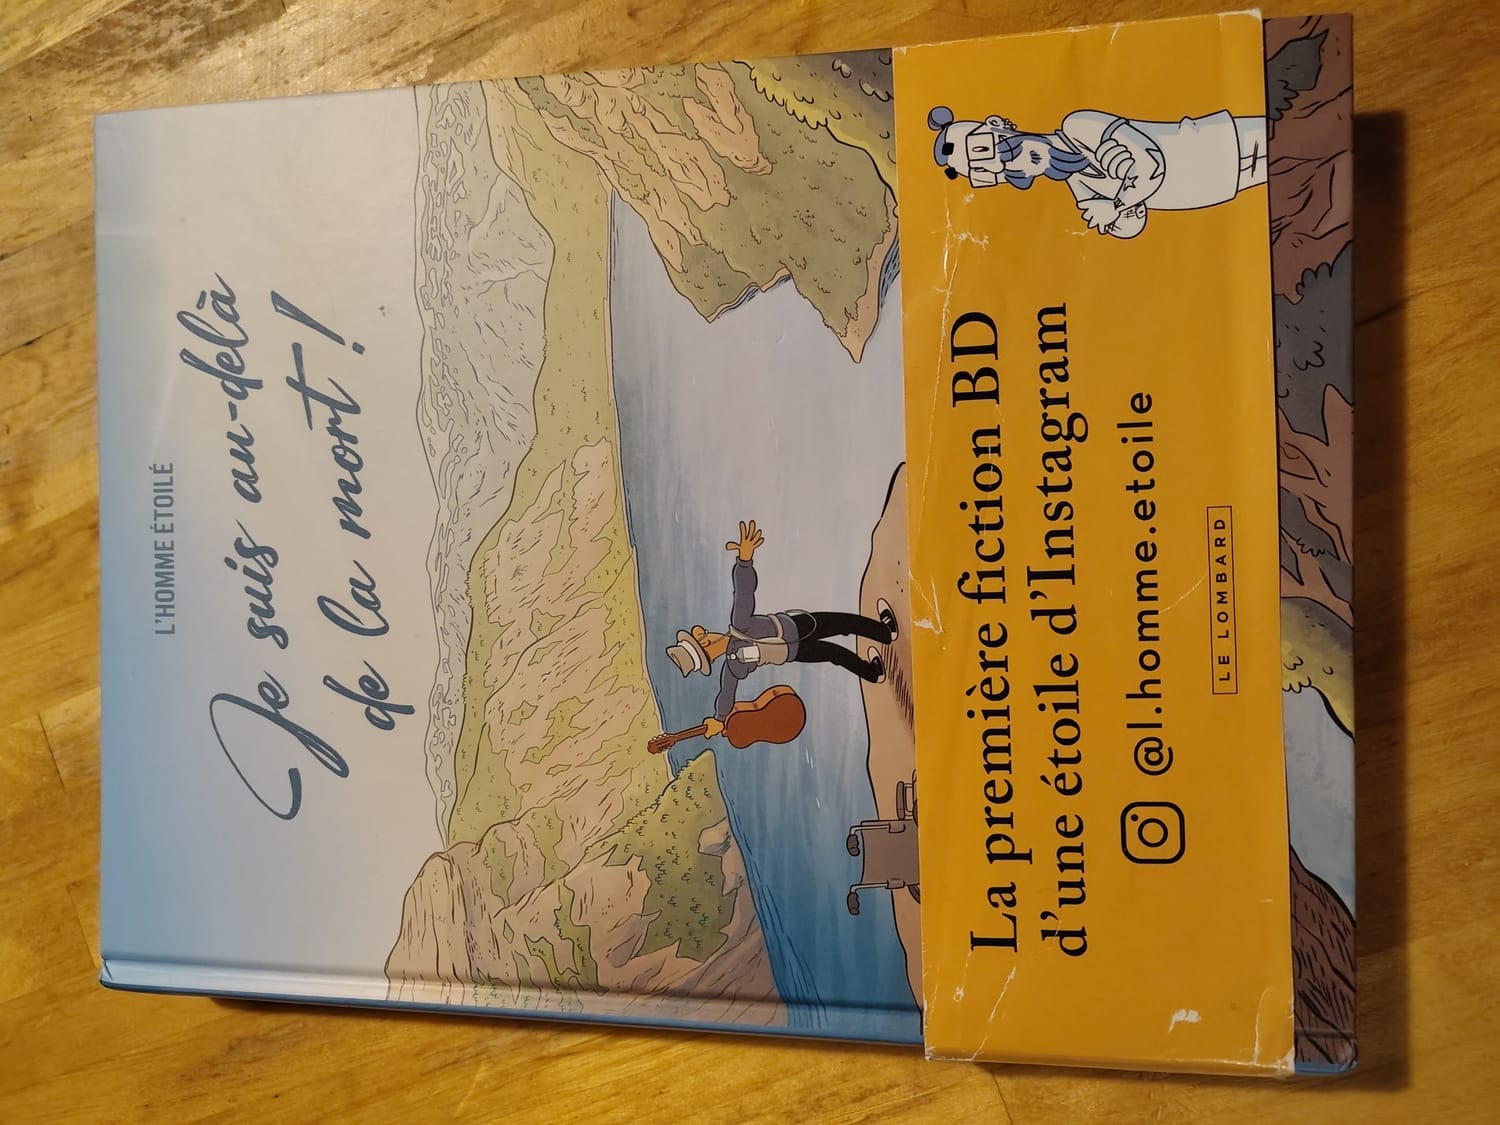 L'HOMME ÉTOILÉ
Je suis au-delà
de la mort !
La première fiction BD
d'une étoile d'Instagram
@l.homme.etoile
LE LOMBARD